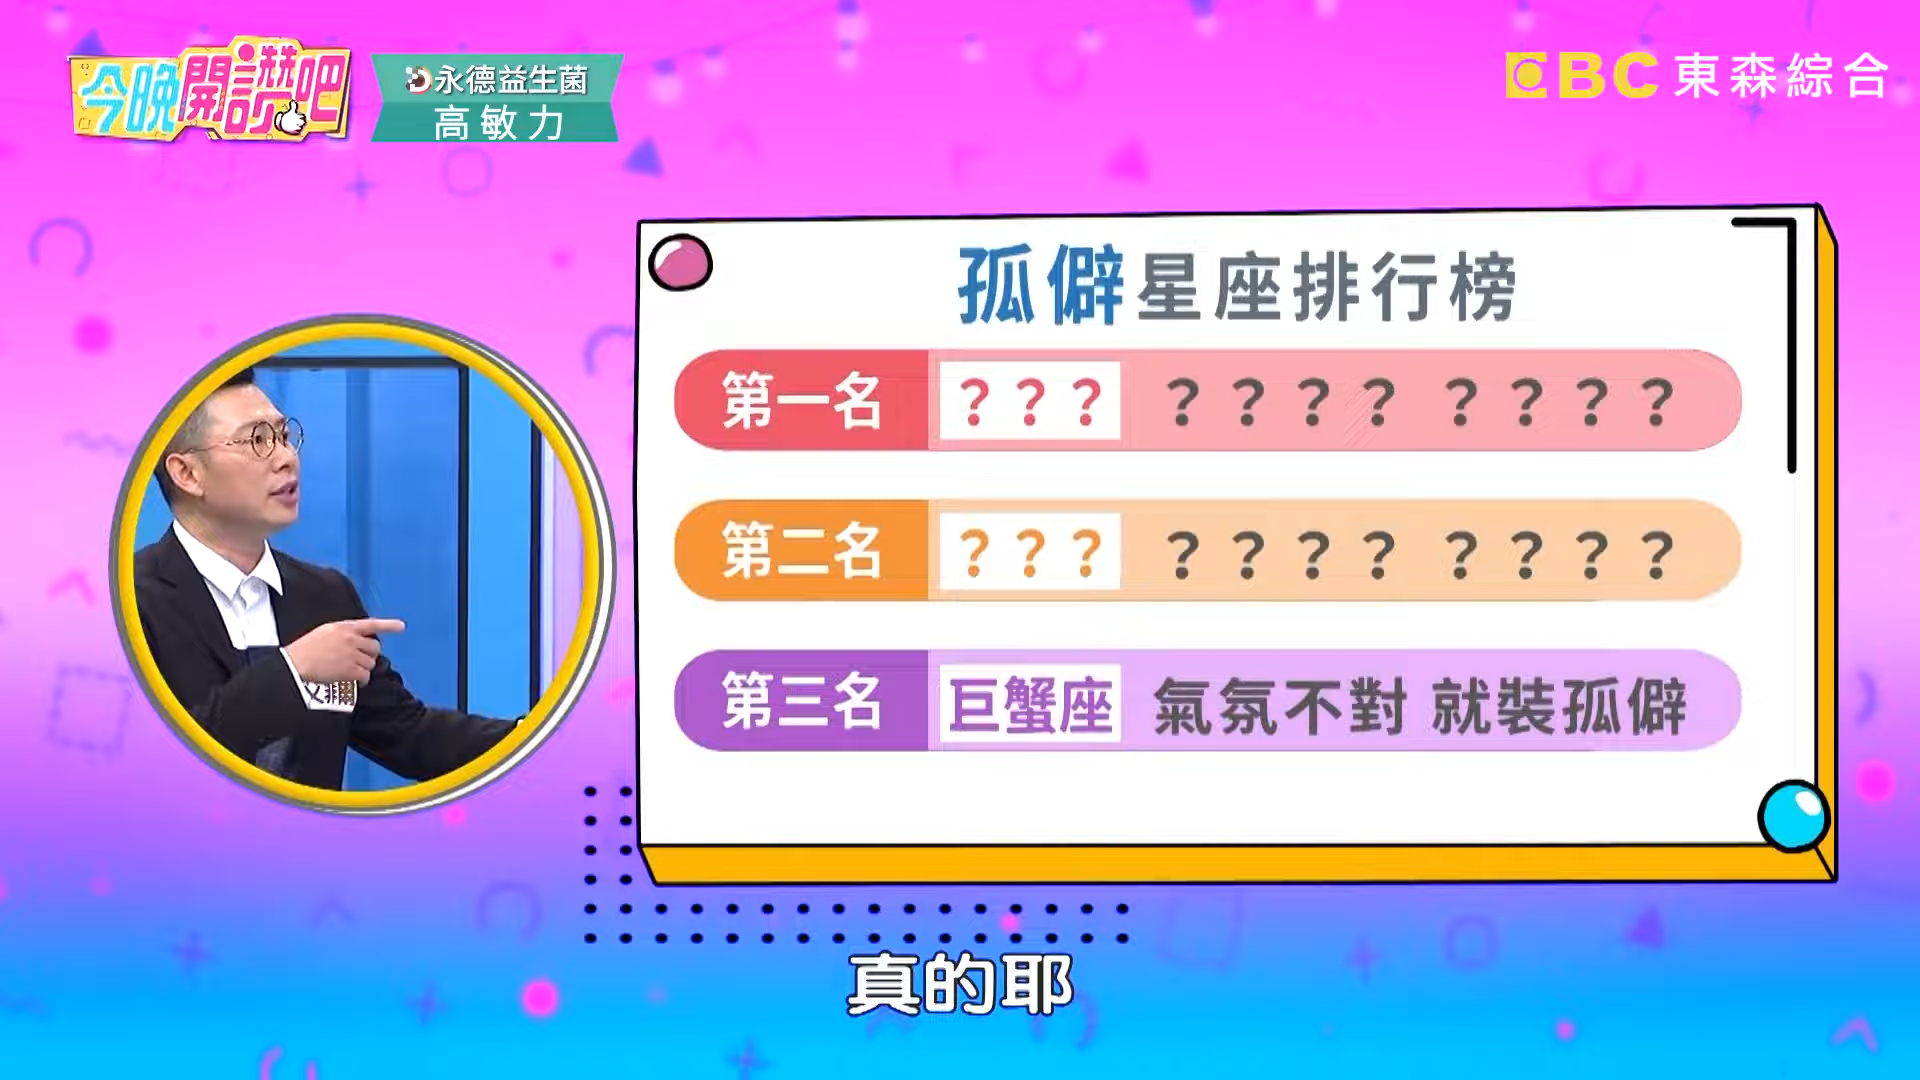 今晚開讚吧
永德益生菌
高敏力
EBC 東森綜合
孤僻星座排行榜
第一名 ??? ???? ????
第二名 ??? ???? ????
第三名 巨蟹座 氣氛不對 就裝孤僻
真的耶